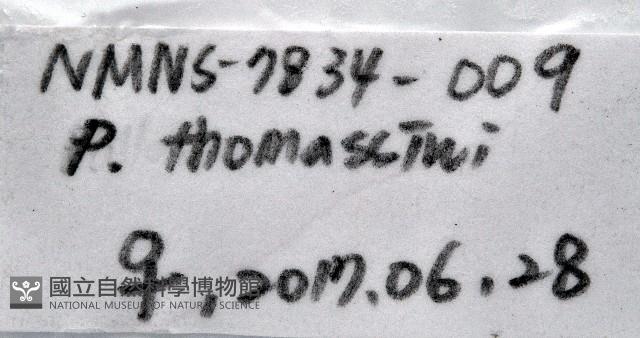 NMNS-7834-009
P. thomassini
2017.06.28
國立自然科學博物館
NATIONAL MUSEUM OF NATURAL SCIENCE